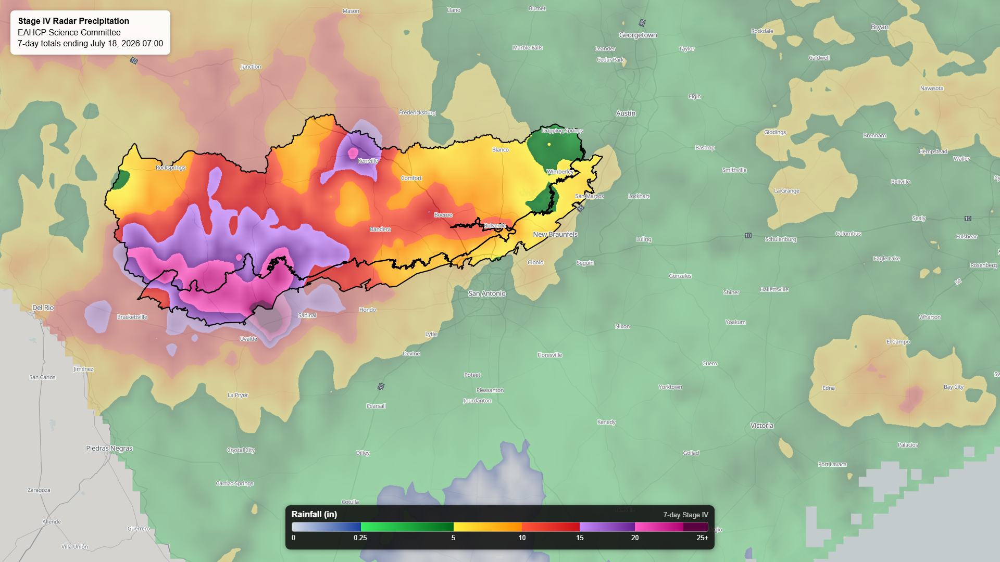 Stage IV Radar Precipitation
EAHCP Science Committee
7-day totals ending July 18, 2026 07:00
Mason
Llano
Burnet
35
Georgetown
Bryan
Rockdale
Marble Falls
Leander
Taylor
Cedar Park
Caldwell
10
Junction
Navasota
Elgin
Fredericksburg
Austin
Dripping Springs
Giddings
Brenham
Bastrop
Blanco
Hempstead
Waller
Rocksprings
Kerrville
Wimberley
Smithville
Comfort
Bellville
La Grange
San Marcos
Lockhart
35
Boerne
Sealy
10
Bandera
Bulverde
New Braunfels
10
Columbus
Fulshear
Luling
Schulenburg
Eagle Lake
Cibolo
Seguin
Rosenberg
Gonzales
59
San Antonio
Shiner
Hallettsville
Del Rio
Brackettville
Sabinal
Hondo
Wharton
Yoakum
Nixon
Lytle
Uvalde
El Campo
Devine
Floresville
Cuero
Jiménez
San Carlos
Poteet
35
Yorktown
Edna
Bay City
La Pryor
Pleasanton
Jourdanton
Pearsall
Kenedy
Victoria
Palacios
Piedras Negras
Crystal City
Dilley
Goliad
Port Lavaca
Carrizo Springs
Zaragoza
Cotulla
Rainfall (in)
7-day Stage IV
0
0.25
5
10
15
20
25+
Allende
Guerrero
Villa Unión